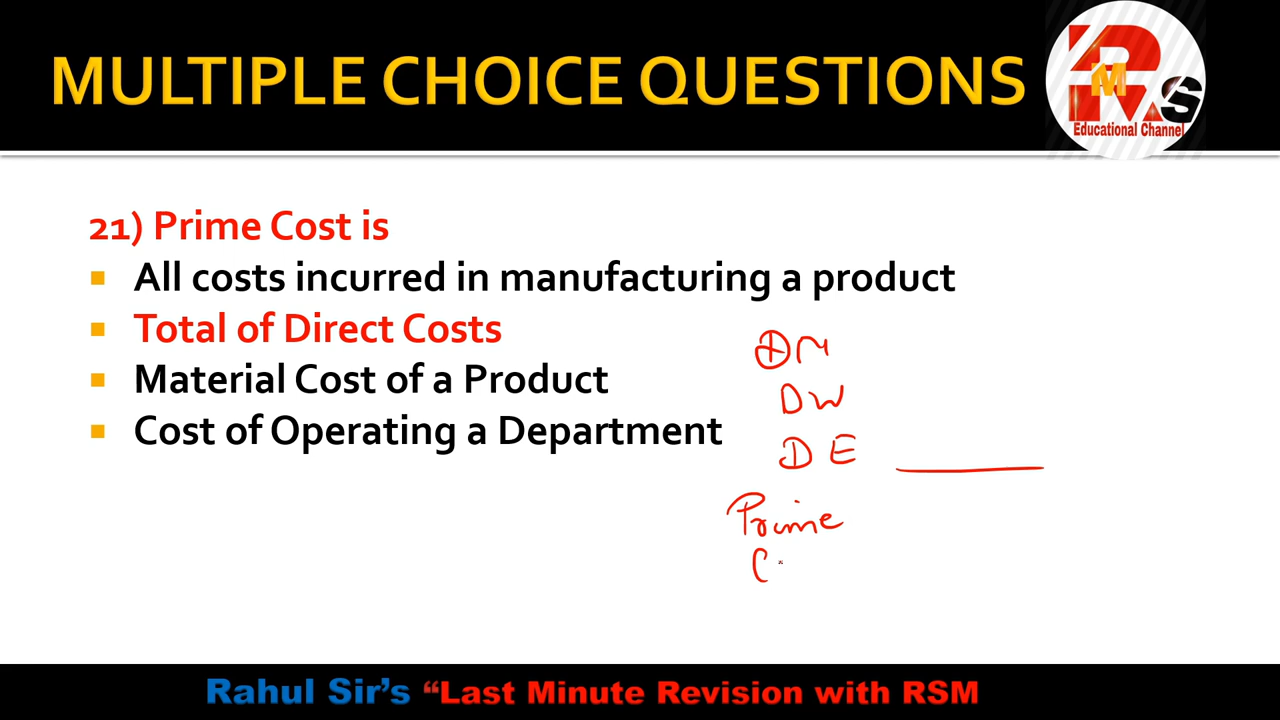 MULTIPLE CHOICE QUESTIONS
RMS
Educational Channel
21) Prime Cost is
All costs incurred in manufacturing a product
Total of Direct Costs
Material Cost of a Product
Cost of Operating a Department
DM
DW
DE
Prime
C
Rahul Sir's “Last Minute Revision with RSM